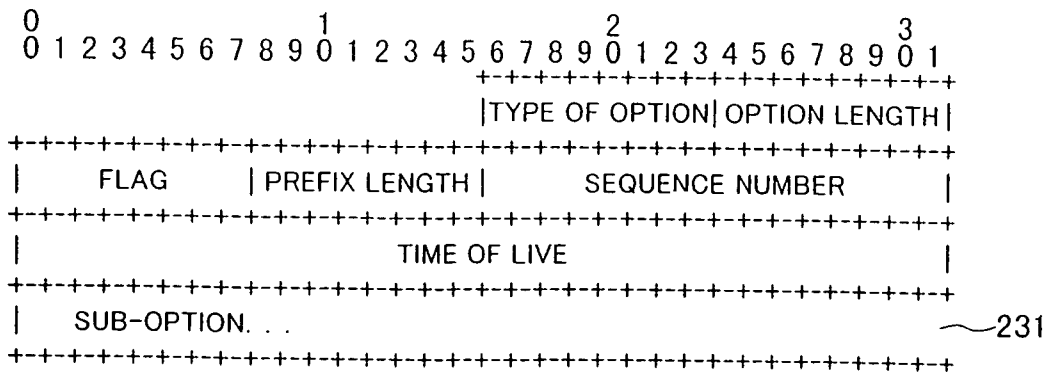 0 1 2 3
0 1 2 3 4 5 6 7 8 9 0 1 2 3 4 5 6 7 8 9 0 1 2 3 4 5 6 7 8 9 0 1
+-+-+-+-+-+-+-+-+-+-+-+-+-+-+-+-+
|TYPE OF OPTION| OPTION LENGTH|
+-+-+-+-+-+-+-+-+-+-+-+-+-+-+-+-+-+-+-+-+-+-+-+-+-+-+-+-+-+-+-+-+
| FLAG | PREFIX LENGTH | SEQUENCE NUMBER |
+-+-+-+-+-+-+-+-+-+-+-+-+-+-+-+-+-+-+-+-+-+-+-+-+-+-+-+-+-+-+-+-+
| TIME OF LIVE |
+-+-+-+-+-+-+-+-+-+-+-+-+-+-+-+-+-+-+-+-+-+-+-+-+-+-+-+-+-+-+-+-+
| SUB-OPTION. . . 231
+-+-+-+-+-+-+-+-+-+-+-+-+-+-+-+-+-+-+-+-+-+-+-+-+-+-+-+-+-+-+-+-+